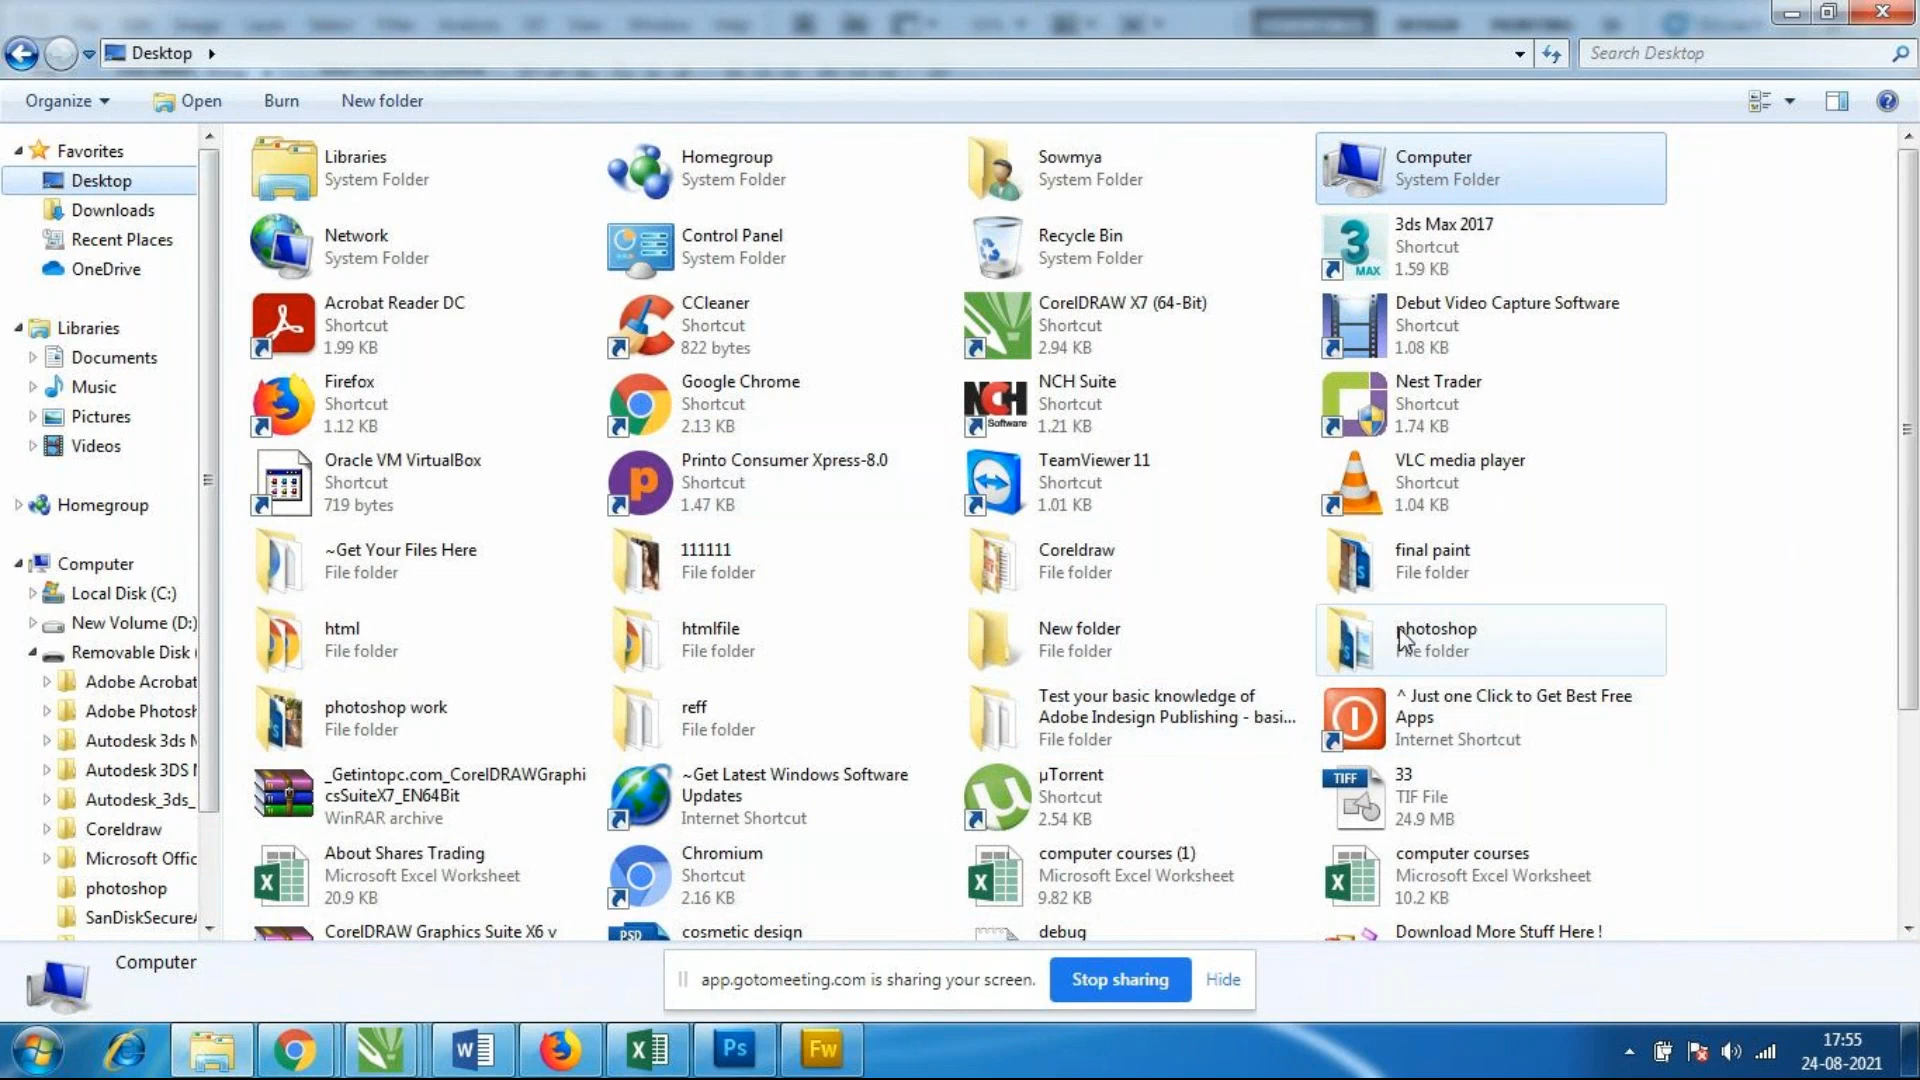 Desktop
Search Desktop
Organize
Open
Burn
New folder
Favorites
Desktop
Downloads
Recent Places
OneDrive
Libraries
Documents
Music
Pictures
Videos
Homegroup
Computer
Local Disk (C:)
New Volume (D:)
Removable Disk (
Adobe Acrobat
Adobe Photosh
Autodesk 3ds M
Autodesk 3DS M
Autodesk_3ds_
Coreldraw
Microsoft Offic
photoshop
SanDiskSecureA
Libraries
System Folder
Homegroup
System Folder
Sowmya
System Folder
Computer
System Folder
Network
System Folder
Control Panel
System Folder
Recycle Bin
System Folder
3
MAX
3ds Max 2017
Shortcut
1.59 KB
Acrobat Reader DC
Shortcut
1.99 KB
CCleaner
Shortcut
822 bytes
CorelDRAW X7 (64-Bit)
Shortcut
2.94 KB
Debut Video Capture Software
Shortcut
1.08 KB
Firefox
Shortcut
1.12 KB
Google Chrome
Shortcut
2.13 KB
NCH
Software
NCH Suite
Shortcut
1.21 KB
Nest Trader
Shortcut
1.74 KB
Oracle VM VirtualBox
Shortcut
719 bytes
p
Printo Consumer Xpress-8.0
Shortcut
1.47 KB
TeamViewer 11
Shortcut
1.01 KB
VLC media player
Shortcut
1.04 KB
~Get Your Files Here
File folder
111111
File folder
Coreldraw
File folder
final paint
File folder
html
File folder
htmlfile
File folder
New folder
File folder
photoshop
File folder
photoshop work
File folder
reff
File folder
Test your basic knowledge of
Adobe Indesign Publishing - basi...
File folder
^ Just one Click to Get Best Free
Apps
Internet Shortcut
_Getintopc.com_CorelDRAWGraphi
csSuiteX7_EN64Bit
WinRAR archive
~Get Latest Windows Software
Updates
Internet Shortcut
µTorrent
Shortcut
2.54 KB
TIFF
33
TIF File
24.9 MB
About Shares Trading
Microsoft Excel Worksheet
20.9 KB
Chromium
Shortcut
2.16 KB
computer courses (1)
Microsoft Excel Worksheet
9.82 KB
computer courses
Microsoft Excel Worksheet
10.2 KB
CorelDRAW Graphics Suite X6 v
PSD
cosmetic design
debug
Download More Stuff Here !
Computer
app.gotomeeting.com is sharing your screen.
Stop sharing
Hide
W
X
Ps
Fw
17:55
24-08-2021